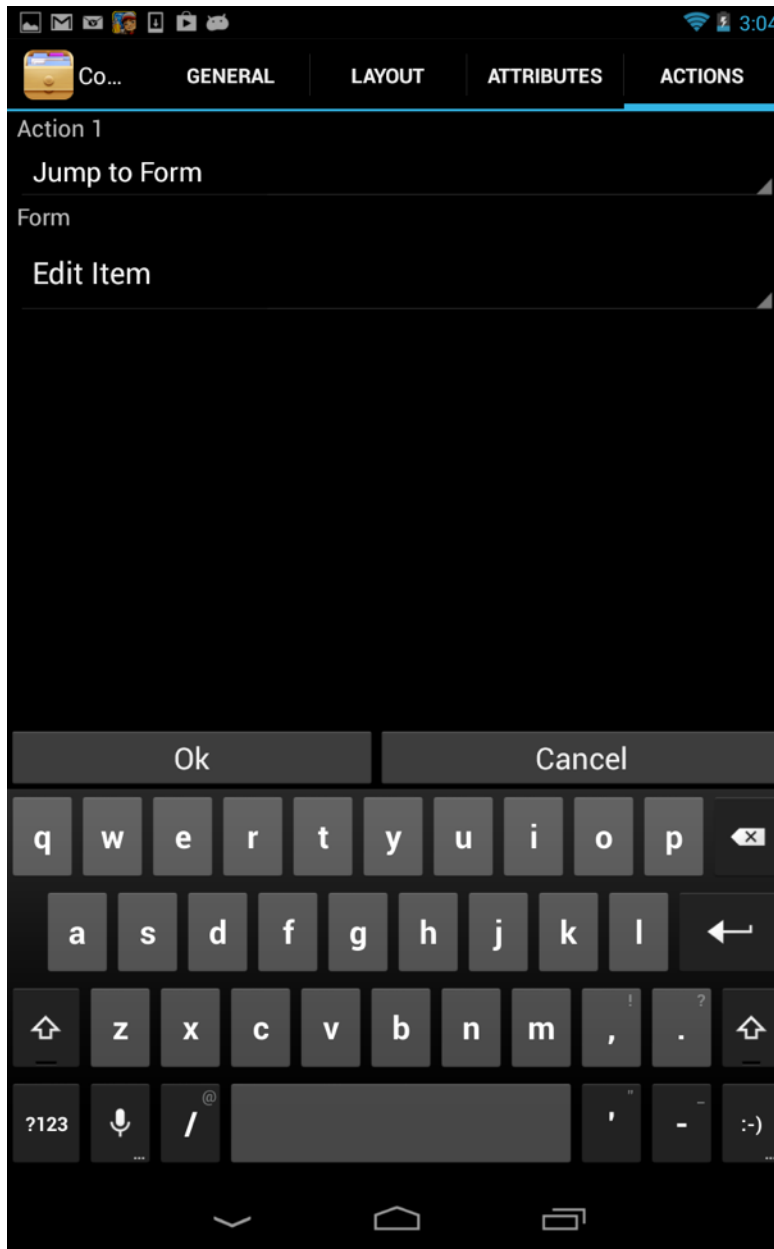 3:04
Co... GENERAL LAYOUT ATTRIBUTES ACTIONS
Action 1
Jump to Form
Form
Edit Item
Ok Cancel
q w e r t y u i o p
a s d f g h j k l
! ?
z x c v b n m , .
@ " _
?123 / ' - :-)
... ...